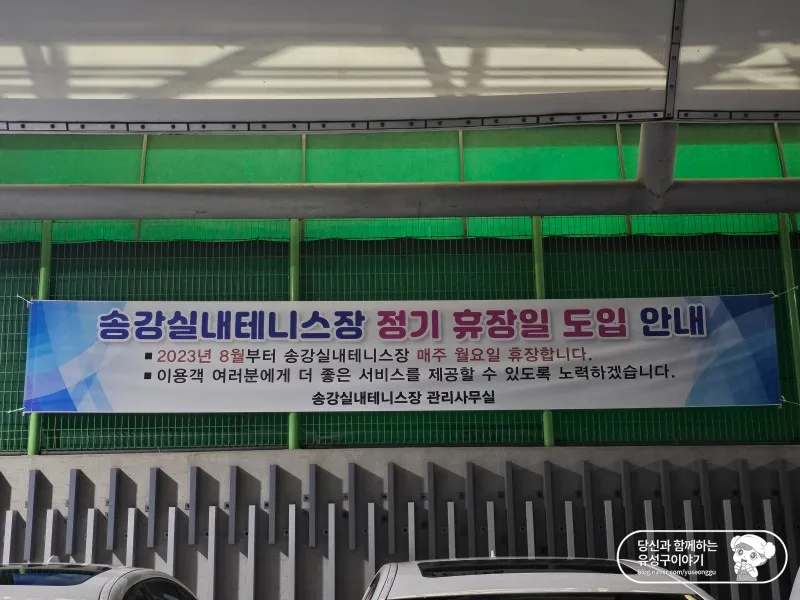 송강실내테니스장 정기 휴장일 도입 안내
■ 2023년 8월부터 송강실내테니스장 매주 월요일 휴장합니다.
■ 이용객 여러분에게 더 좋은 서비스를 제공할 수 있도록 노력하겠습니다.
송강실내테니스장 관리사무실
당신과 함께하는
유성구이야기
blog.naver.com/yuseonggu